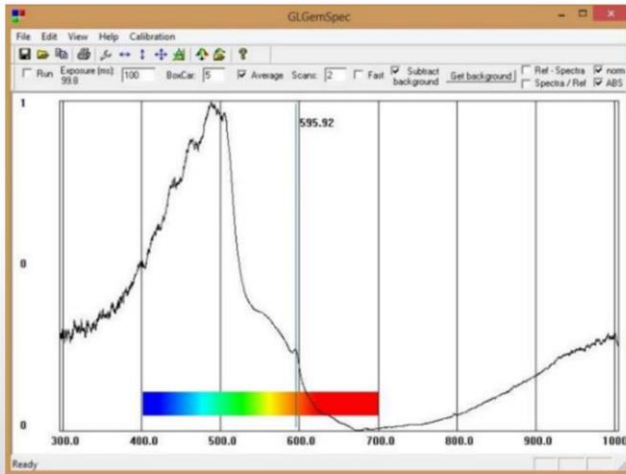 GLGemSpec
File Edit View Help Calibration
Run Exposure (ms): 99.0 100 BoxCar: 5 Average Scans: 2 Fast Subtract background Get background Ref - Spectra Spectra / Ref norm ABS
1
595.92
0
0
300.0 400.0 500.0 600.0 700.0 800.0 900.0 1000
Ready